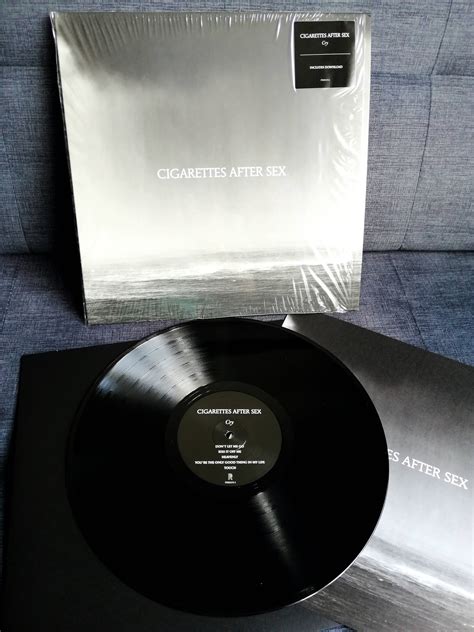 CIGARETTES AFTER SEX
Cry
INCLUDES DOWNLOAD
CIGARETTES AFTER SEX
CIGARETTES AFTER SEX
Cry
DON'T LET ME GO
KISS IT OFF ME
HEAVENLY
YOU'RE THE ONLY GOOD THING IN MY LIFE
TOUCH
TES AFTER SEX